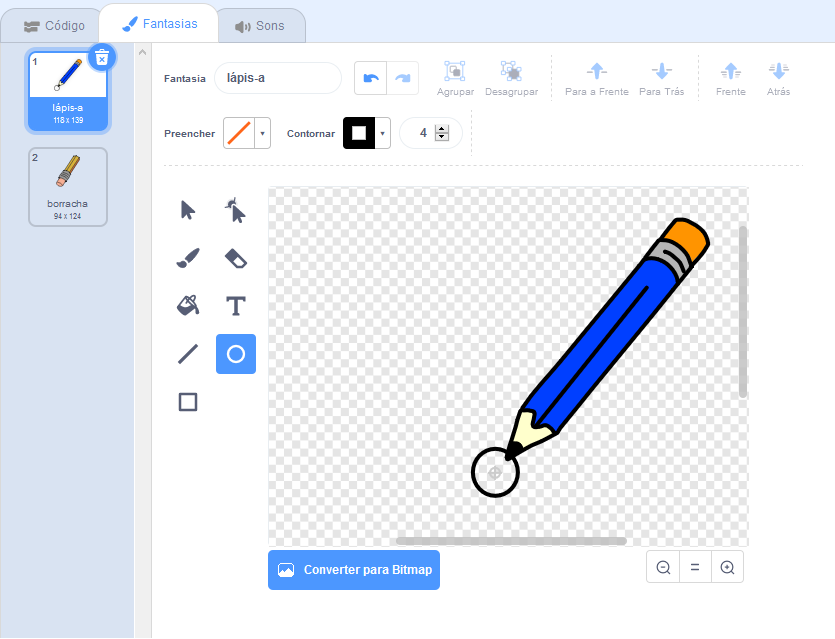 Código
Fantasias
Sons
1
lápis-a
118 x 139
2
borracha
94 x 124
Fantasia
lápis-a
Agrupar
Desagrupar
Para a Frente
Para Trás
Frente
Atrás
Preencher
Contornar
4
T
Converter para Bitmap